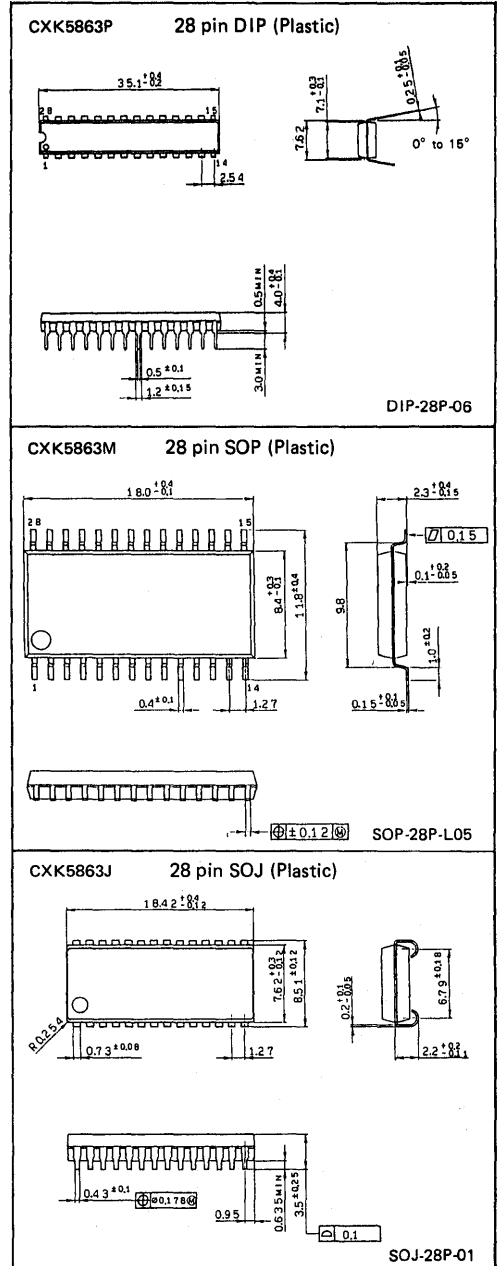 CXK5863P 28 pin DIP (Plastic)
35.1 +0.4 -0.2
28 15
1 14
2.54
7.62
7.1 +0.3 -0.1
0.25 +0.1 -0.05
0° to 15°
0.5 MIN
4.0 +0.4 -0.1
3.0 MIN
0.5 ±0.1
1.2 ±0.15
DIP-28P-06
CXK5863M 28 pin SOP (Plastic)
18.0 +0.4 -0.1
28 15
1 14
8.4 +0.3 -0.1
11.8 ±0.4
0.4 ±0.1
1.27
2.3 +0.4 -0.15
0.15
0.1 +0.2 -0.05
9.8
1.0 ±0.2
0.15 +0.1 -0.05
⌖ ±0.12 Ⓜ
SOP-28P-L05
CXK5863J 28 pin SOJ (Plastic)
18.42 +0.4 -0.12
7.62 +0.3 -0.12
8.51 ±0.12
R0.254
0.73 ±0.08
1.27
0.2 +0.1 -0.05
6.79 ±0.18
2.2 +0.2 -0.11
0.43 ±0.1
⌖ ø0.178 Ⓜ
0.95
0.635 MIN
3.5 ±0.25
0.1
SOJ-28P-01